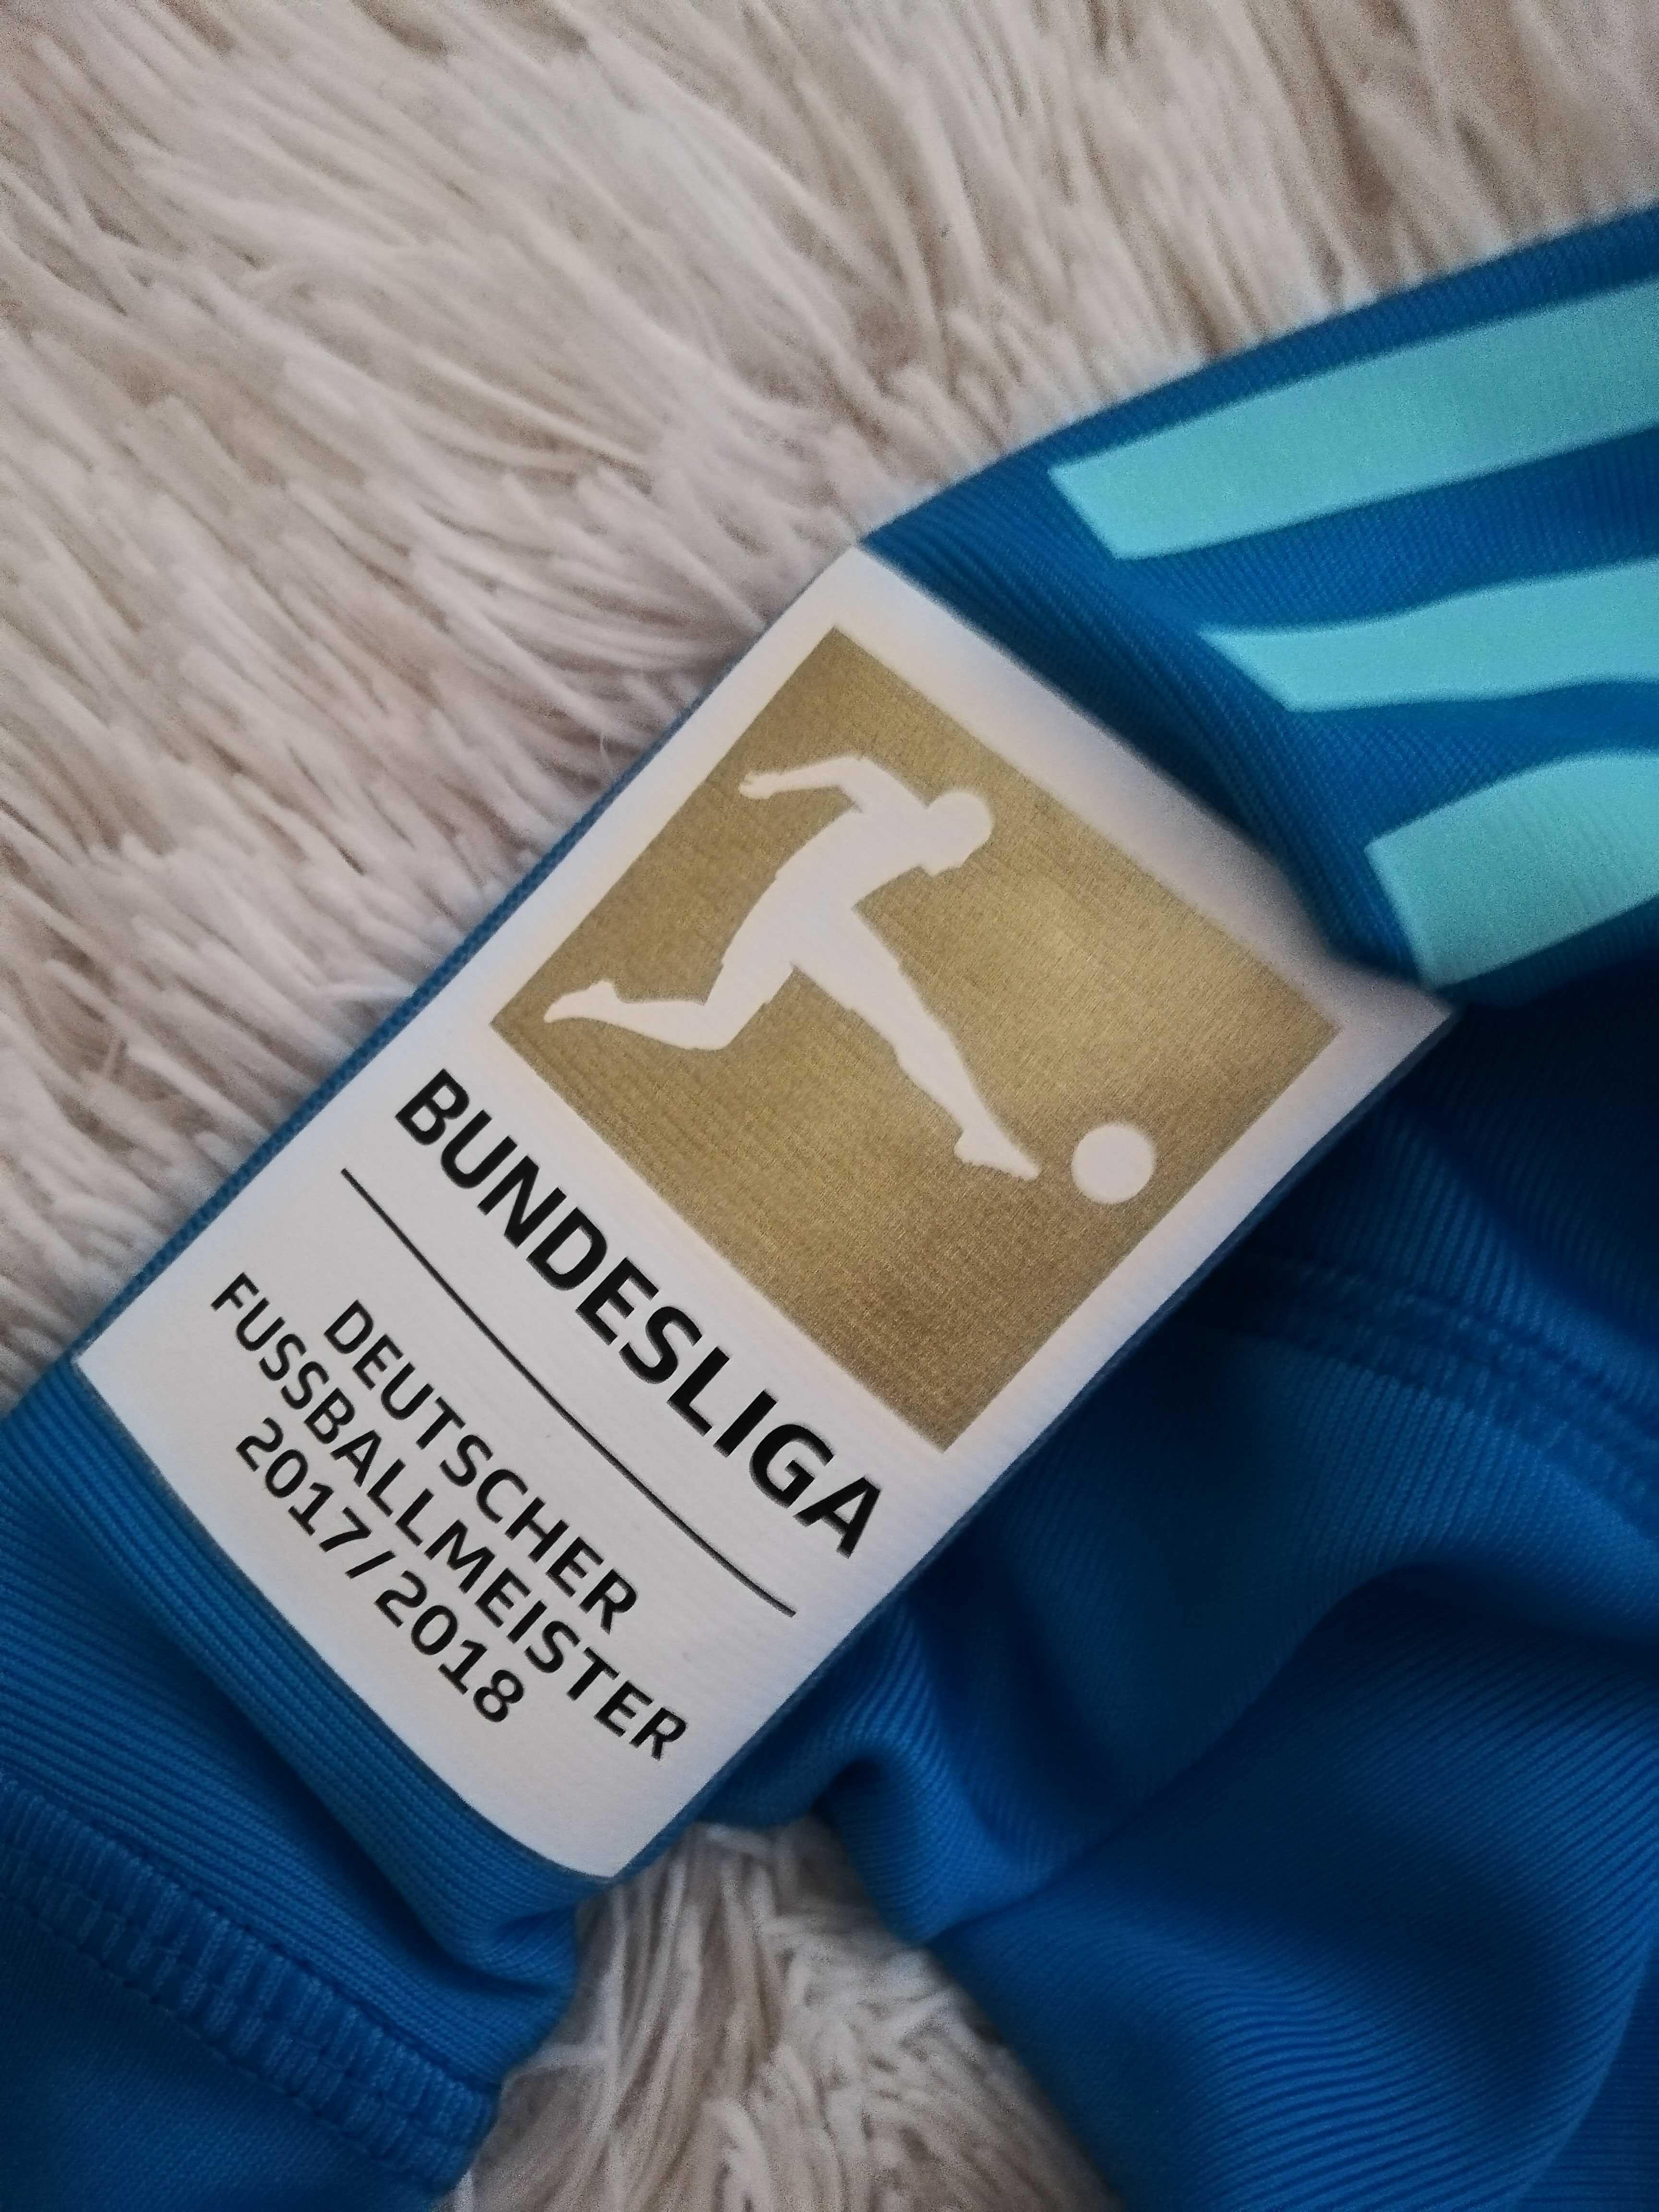 BUNDESLIGA
DEUTSCHER
FUSSBALLMEISTER
2017/2018